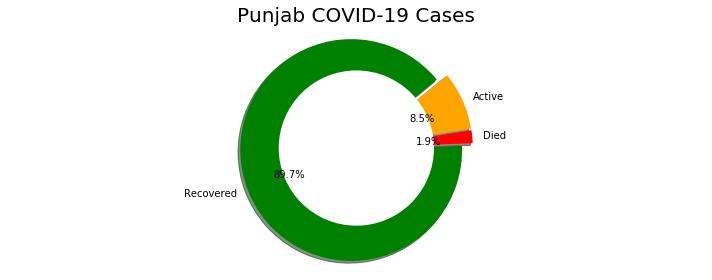 Punjab COVID-19 Cases
Active
8.5%
Died
1.9%
89.7%
Recovered